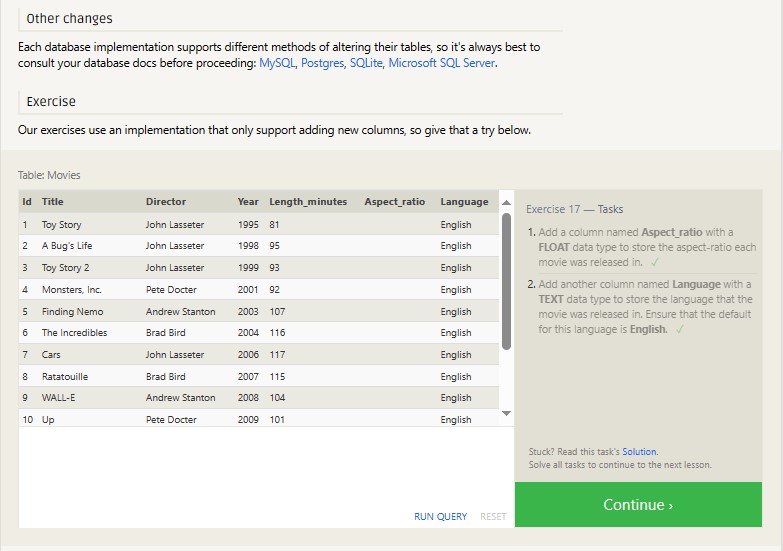 Other changes
Each database implementation supports different methods of altering their tables, so it's always best to
consult your database docs before proceeding: MySQL, Postgres, SQLite, Microsoft SQL Server.
Exercise
Our exercises use an implementation that only support adding new columns, so give that a try below.
Table: Movies
Id Title Director Year Length_minutes Aspect_ratio Language
1 Toy Story John Lasseter 1995 81 English
2 A Bug's Life John Lasseter 1998 95 English
3 Toy Story 2 John Lasseter 1999 93 English
4 Monsters, Inc. Pete Docter 2001 92 English
5 Finding Nemo Andrew Stanton 2003 107 English
6 The Incredibles Brad Bird 2004 116 English
7 Cars John Lasseter 2006 117 English
8 Ratatouille Brad Bird 2007 115 English
9 WALL-E Andrew Stanton 2008 104 English
10 Up Pete Docter 2009 101 English
RUN QUERY RESET
Exercise 17 — Tasks
1. Add a column named Aspect_ratio with a
FLOAT data type to store the aspect-ratio each
movie was released in. ✓
2. Add another column named Language with a
TEXT data type to store the language that the
movie was released in. Ensure that the default
for this language is English. ✓
Stuck? Read this task's Solution.
Solve all tasks to continue to the next lesson.
Continue ›